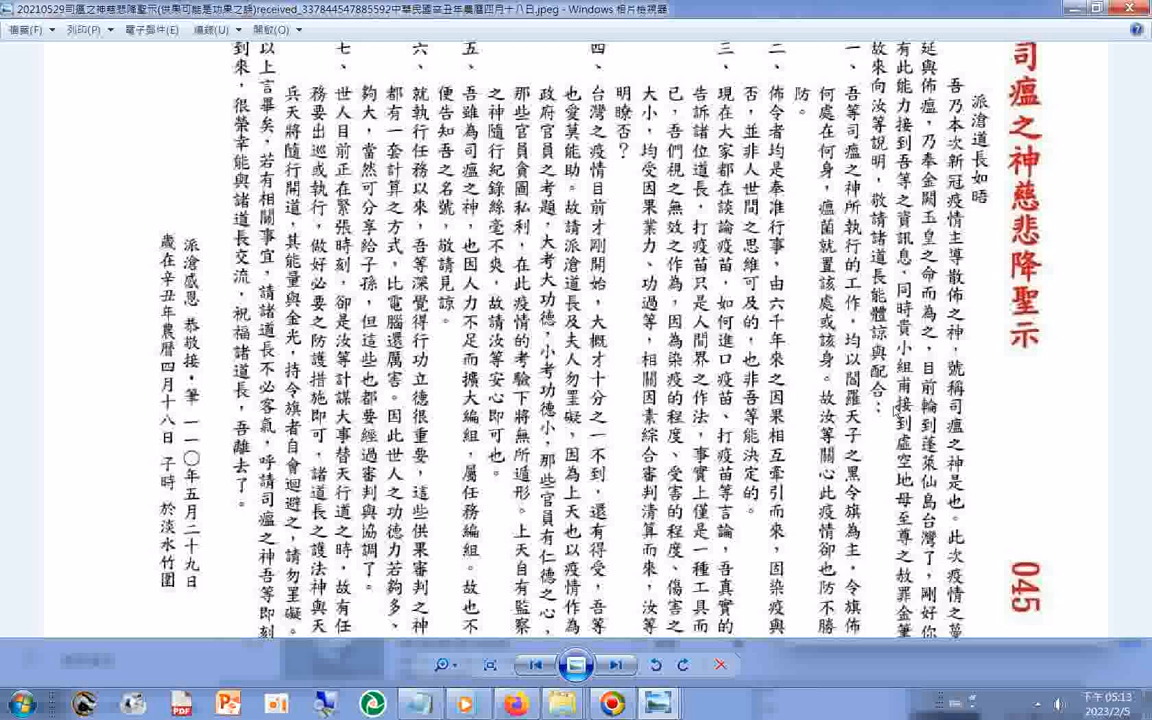 20210529司瘟之神慈悲降聖示(供果可能是功果之誤)received_337844547885592中華民國辛丑年農曆四月十八日.jpeg - Windows 相片檢視器
檔案(F) 列印(P) 電子郵件(E) 燒錄(U) 開啟(O)
司瘟之神慈悲降聖示 045
派滄道長如晤
吾乃本次新冠疫情主導散佈之神，號稱司瘟之神是也。此次疫情之蔓
延與佈瘟，乃奉金闕玉皇之命而為之，目前輪到蓬萊仙島台灣了，剛好你
有此能力接到吾等之資訊息，同時貴小組甫接到虛空地母至尊之赦罪金筆
故來向汝等說明，敬請諸道長能體諒與配合：
一、吾等司瘟之神所執行的工作，均以閻羅天子之黑令旗為主，令旗佈
何處在何身，瘟菌就置該處或該身。故汝等關心此疫情卻也防不勝
防。
二、佈令者均是奉准行事，由六千年來之因果相互牽引而來，因染疫與
否，並非人世間之思維可及的，也非吾等能決定的。
三、現在大家都在談論疫苗，如何進口疫苗、打疫苗等言論，吾真實的
告訴諸位道長，打疫苗只是人間界之作法，事實上僅是一種工具而
已，吾們視之無效之作為，因為染疫的程度、受害的程度、傷害之
大小，均受因果業力、功過等，相關因素綜合審判清算而來，汝等
明瞭否？
四、台灣之疫情目前才剛開始，大概才十分之一不到，還有得受，吾等
也愛莫能助。故請派滄道長及夫人勿罣礙，因為上天也以疫情作為
政府官員之考題，大考大功德，小考功德小，那些官員有仁德之心，
那些官員貪圖私利，在此疫情的考驗下將無所遁形。上天自有監察
之神隨行紀錄絲毫不爽，故請汝等安心即可也。
五、吾雖為司瘟之神，也因人力不足而擴大編組，屬任務編組。故也不
便告知吾之名號，敬請見諒。
六、就執行任務以來，吾等深覺得行功立德很重要，這些供果審判之神
都有一套計算之方式，比電腦還厲害。因此世人之功德力若夠多、
夠大，當然可分享給子孫，但這些也都要經過審判與協調了。
七、世人目前正在緊張時刻，卻是汝等計謀大事替天行道之時，故有任
務要出巡或執行，做好必要之防護措施即可，諸道長之護法神與天
兵天將隨行開道，其能量與金光，持令旗者自會迴避之，請勿罣礙。
以上言畢矣，若有相關事宜，請諸道長不必客氣，呼請司瘟之神吾等即刻
到來，很榮幸能與諸道長交流，祝福諸道長，吾離去了。
派滄感恩 恭敬接筆 一一○年五月二十九日
歲在辛丑年農曆四月十八日 子時 於淡水竹圍
下午 05:13
2023/2/5